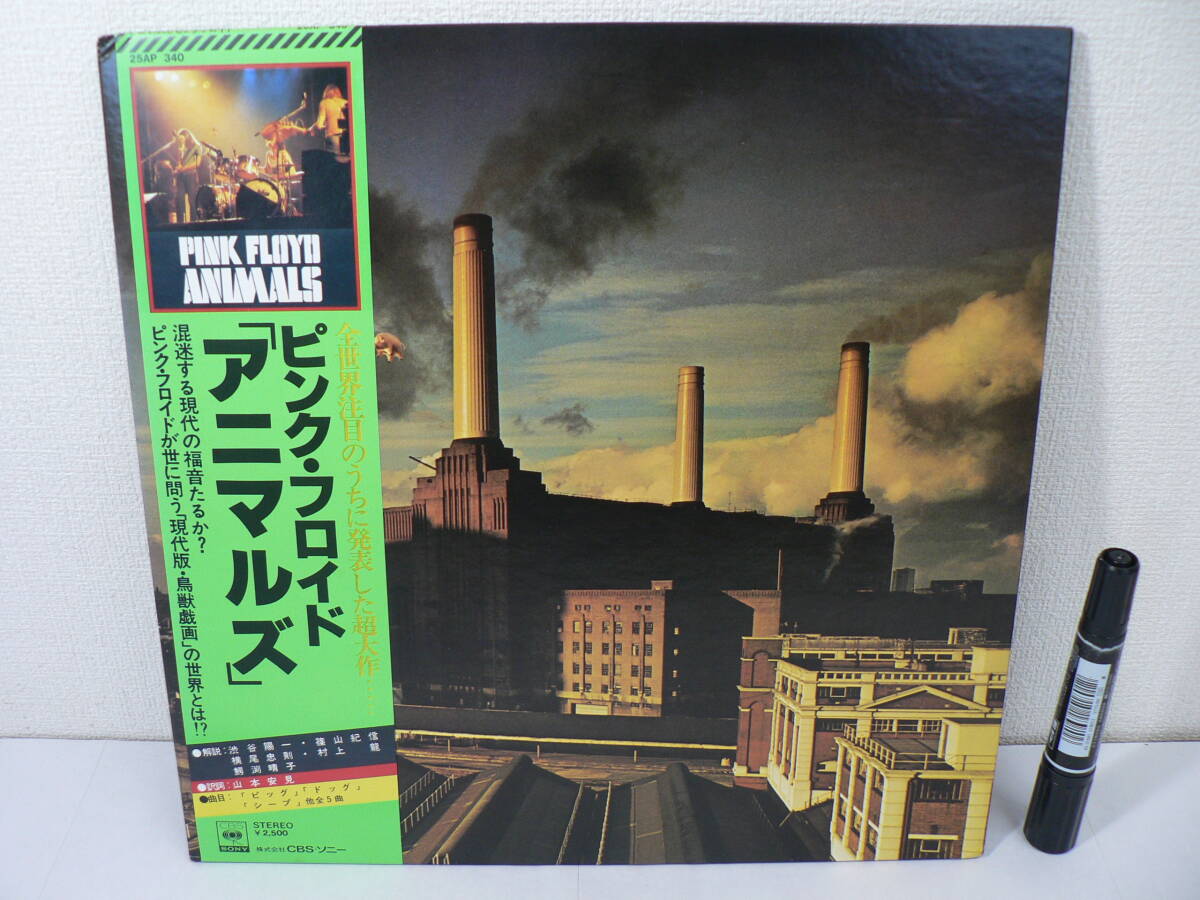 25AP 340
PINK FLOYD
ANIMALS
全世界注目のうちに発表した超大作…
ピンク・フロイド
「アニマルズ」
混迷する現代の福音たるか?
ピンク・フロイドが世に問う「現代版・鳥獣戯画」の世界とは!?
●解説:渋谷陽一・篠山紀信
横尾忠則・村上龍
鰐渕晴子
●訳詞:山本安見
●曲目:「ピッグ」「ドッグ」
「シープ」他全5曲
CBS
SONY
STEREO
¥2,500
株式会社 CBSソニー